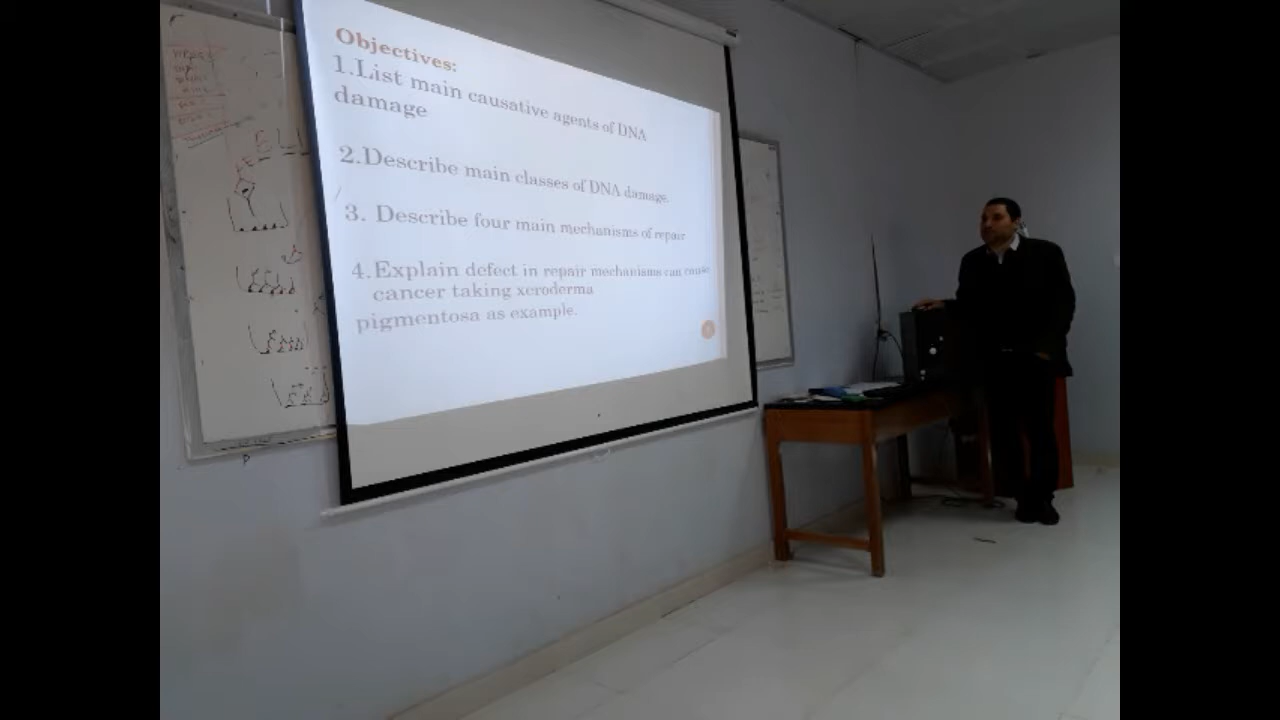 Objectives:
1.List main causative agents of DNA
damage
2.Describe main classes of DNA damage.
3. Describe four main mechanisms of repair
4.Explain defect in repair mechanisms can cause
cancer taking xeroderma
pigmentosa as example.